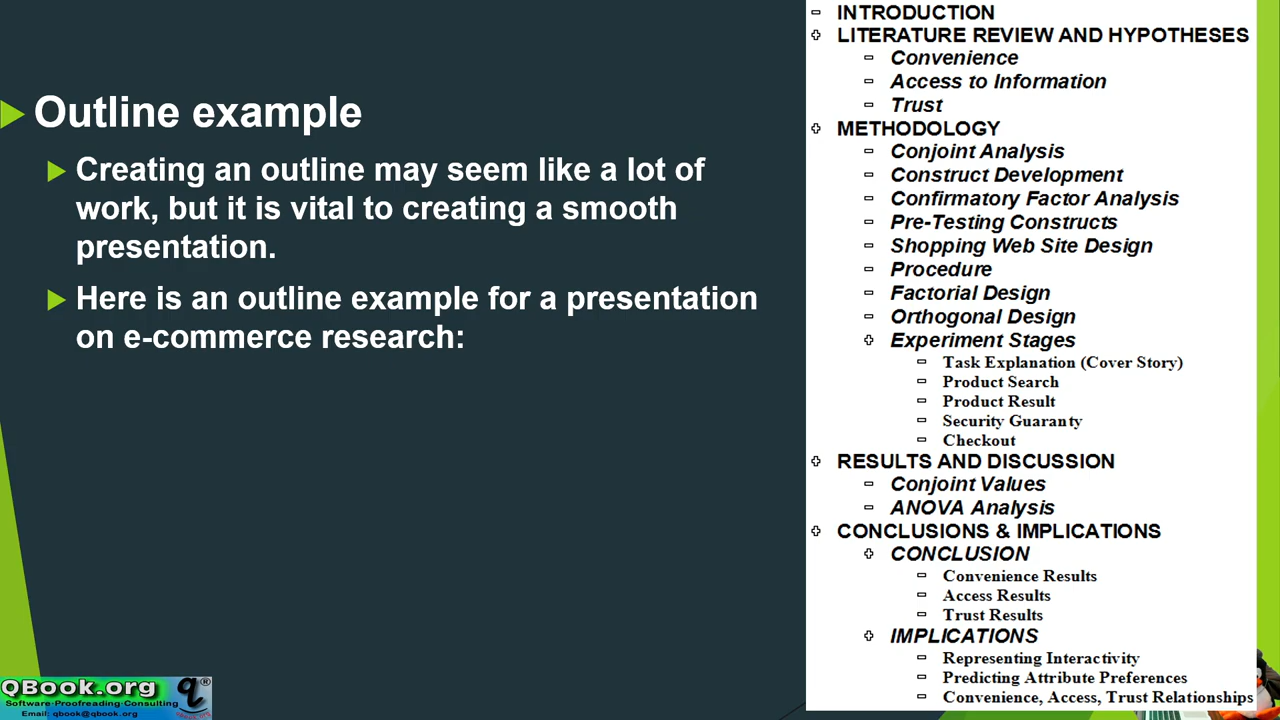 Outline example
Creating an outline may seem like a lot of
work, but it is vital to creating a smooth
presentation.
Here is an outline example for a presentation
on e-commerce research:
INTRODUCTION
LITERATURE REVIEW AND HYPOTHESES
Convenience
Access to Information
Trust
METHODOLOGY
Conjoint Analysis
Construct Development
Confirmatory Factor Analysis
Pre-Testing Constructs
Shopping Web Site Design
Procedure
Factorial Design
Orthogonal Design
Experiment Stages
Task Explanation (Cover Story)
Product Search
Product Result
Security Guaranty
Checkout
RESULTS AND DISCUSSION
Conjoint Values
ANOVA Analysis
CONCLUSIONS & IMPLICATIONS
CONCLUSION
Convenience Results
Access Results
Trust Results
IMPLICATIONS
Representing Interactivity
Predicting Attribute Preferences
Convenience, Access, Trust Relationships
QBook.org
Software·Proofreading·Consulting
Email: qbook@qbook.org